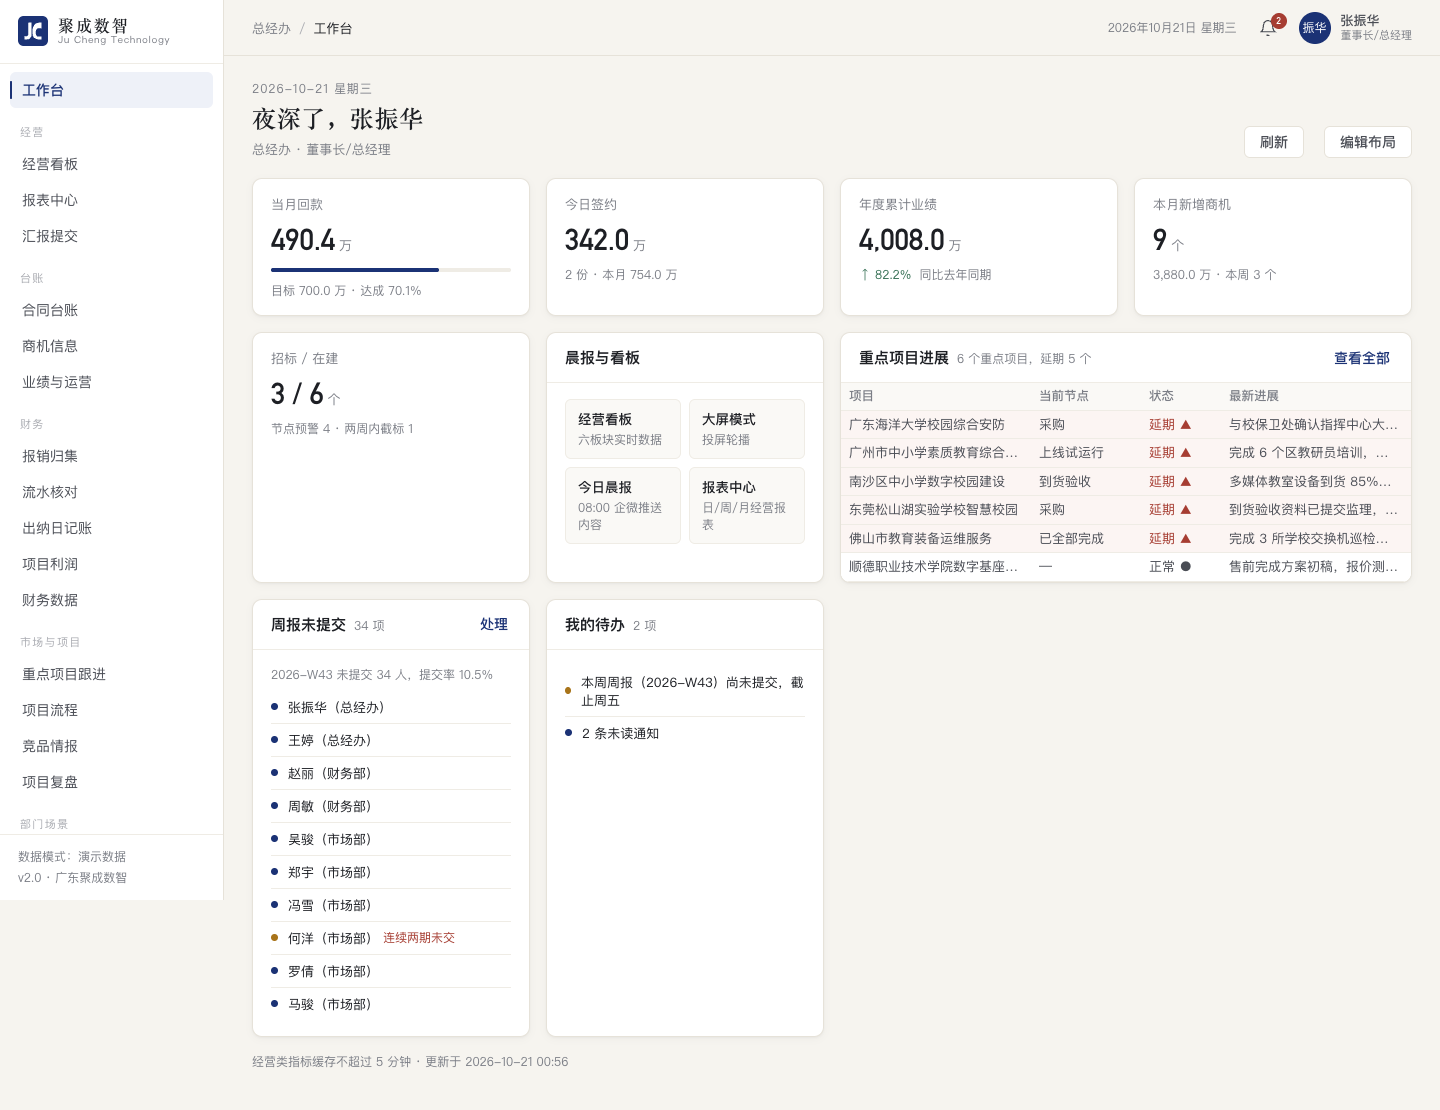 聚成数智
Ju Cheng Technology
工作台
经营
经营看板
报表中心
汇报提交
台账
合同台账
商机信息
业绩与运营
财务
报销归集
流水核对
出纳日记账
项目利润
财务数据
市场与项目
重点项目跟进
项目流程
竞品情报
项目复盘
部门场景
数据模式：演示数据
v2.0 · 广东聚成数智
总经办 / 工作台
2026年10月21日 星期三
2
振华
张振华
董事长/总经理
2026-10-21 星期三
夜深了，张振华
总经办 · 董事长/总经理
刷新
编辑布局
当月回款
490.4 万
目标 700.0 万 · 达成 70.1%
今日签约
342.0 万
2 份 · 本月 754.0 万
年度累计业绩
4,008.0 万
↑ 82.2% 同比去年同期
本月新增商机
9 个
3,880.0 万 · 本周 3 个
招标 / 在建
3 / 6 个
节点预警 4 · 两周内截标 1
晨报与看板
经营看板
六板块实时数据
大屏模式
投屏轮播
今日晨报
08:00 企微推送
内容
报表中心
日/周/月经营报
表
重点项目进展 6 个重点项目，延期 5 个 查看全部
项目 当前节点 状态 最新进展
广东海洋大学校园综合安防 采购 延期 ▲ 与校保卫处确认指挥中心大...
广州市中小学素质教育综合... 上线试运行 延期 ▲ 完成 6 个区教研员培训，...
南沙区中小学数字校园建设 到货验收 延期 ▲ 多媒体教室设备到货 85%...
东莞松山湖实验学校智慧校园 采购 延期 ▲ 到货验收资料已提交监理，...
佛山市教育装备运维服务 已全部完成 延期 ▲ 完成 3 所学校交换机巡检...
顺德职业技术学院数字基座... — 正常 ● 售前完成方案初稿，报价测...
周报未提交 34 项 处理
2026-W43 未提交 34 人，提交率 10.5%
张振华（总经办）
王婷（总经办）
赵丽（财务部）
周敏（财务部）
吴骏（市场部）
郑宇（市场部）
冯雪（市场部）
何洋（市场部） 连续两期未交
罗倩（市场部）
马骏（市场部）
我的待办 2 项
本周周报（2026-W43）尚未提交，截
止周五
2 条未读通知
经营类指标缓存不超过 5 分钟 · 更新于 2026-10-21 00:56